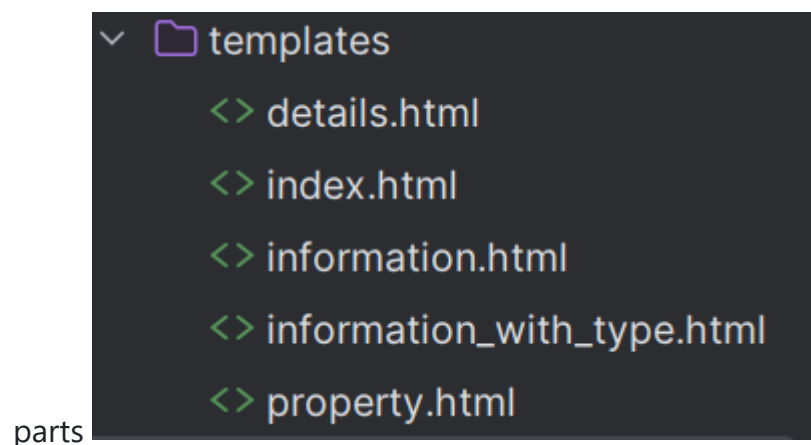 templates
details.html
index.html
information.html
information_with_type.html
property.html
parts